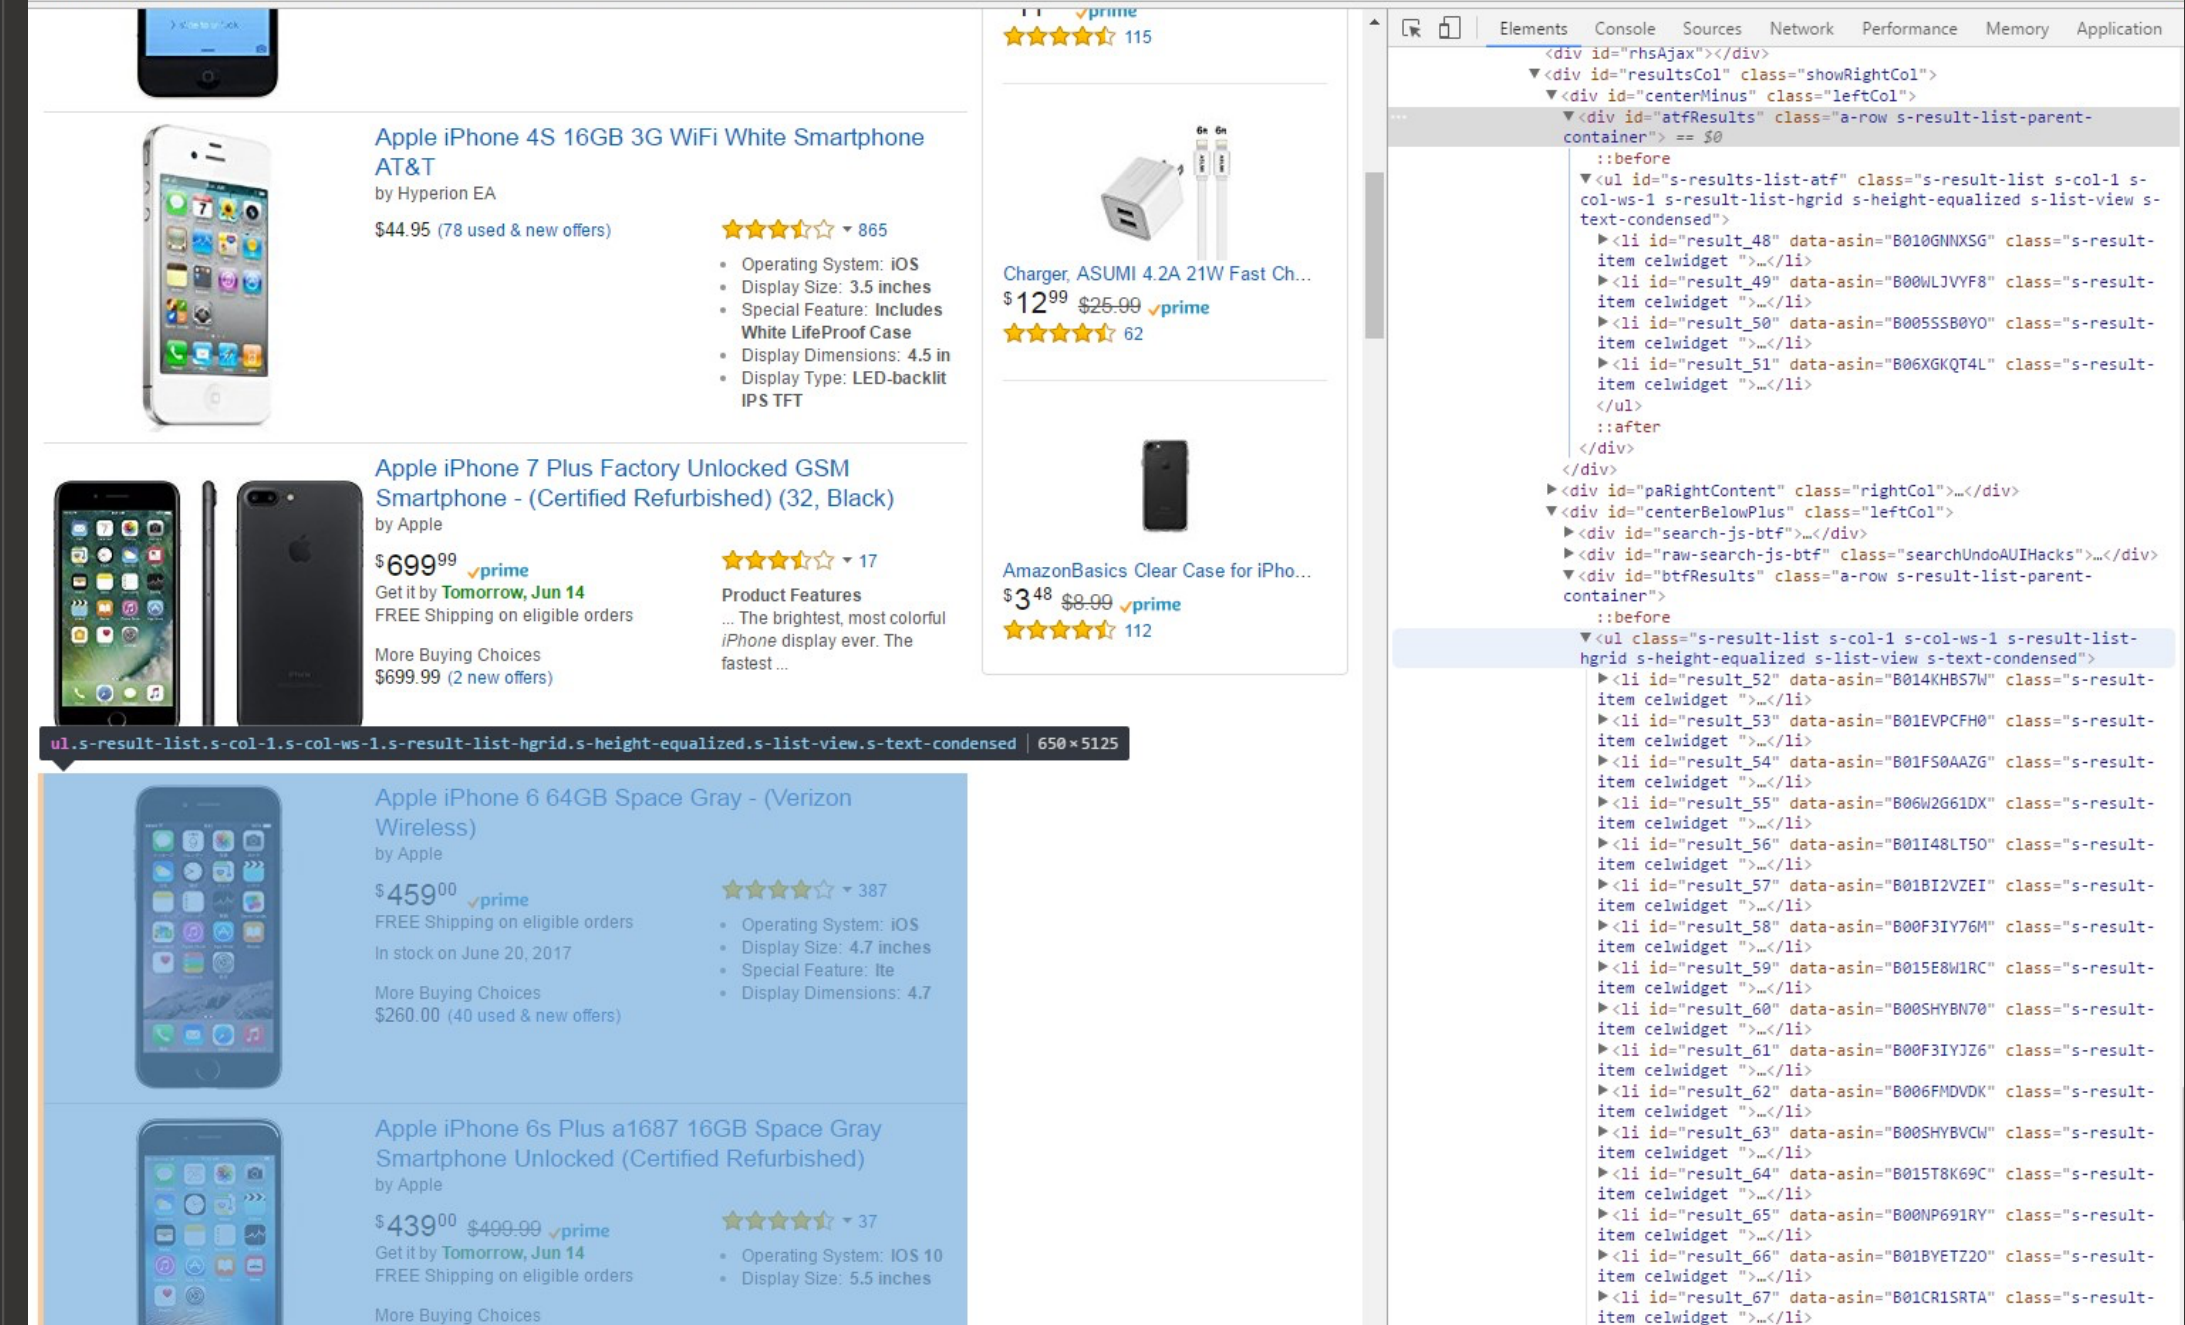 Apple iPhone 4S 16GB 3G WiFi White Smartphone
AT&T
by Hyperion EA
$44.95 (78 used & new offers)
865
Operating System: iOS
Display Size: 3.5 inches
Special Feature: Includes
White LifeProof Case
Display Dimensions: 4.5 in
Display Type: LED-backlit
IPS TFT
Apple iPhone 7 Plus Factory Unlocked GSM
Smartphone - (Certified Refurbished) (32, Black)
by Apple
$699 99 prime
Get it by Tomorrow, Jun 14
FREE Shipping on eligible orders
More Buying Choices
$699.99 (2 new offers)
17
Product Features
... The brightest, most colorful
iPhone display ever. The
fastest ...
ul.s-result-list.s-col-1.s-col-ws-1.s-result-list-hgrid.s-height-equalized.s-list-view.s-text-condensed | 650×5125
Apple iPhone 6 64GB Space Gray - (Verizon
Wireless)
by Apple
$459 00 prime
FREE Shipping on eligible orders
In stock on June 20, 2017
More Buying Choices
$260.00 (40 used & new offers)
387
Operating System: iOS
Display Size: 4.7 inches
Special Feature: lte
Display Dimensions: 4.7
Apple iPhone 6s Plus a1687 16GB Space Gray
Smartphone Unlocked (Certified Refurbished)
by Apple
$439 00 $499.99 prime
Get it by Tomorrow, Jun 14
FREE Shipping on eligible orders
More Buying Choices
37
Operating System: IOS 10
Display Size: 5.5 inches
prime
115
6ft 6ft
Charger, ASUMI 4.2A 21W Fast Ch...
$12 99 $25.99 prime
62
AmazonBasics Clear Case for iPho...
$3 48 $8.99 prime
112
Elements Console Sources Network Performance Memory Application
<div id="rhsAjax"></div>
▼<div id="resultsCol" class="showRightCol">
▼<div id="centerMinus" class="leftCol">
... ▼<div id="atfResults" class="a-row s-result-list-parent-
container"> == $0
::before
▼<ul id="s-results-list-atf" class="s-result-list s-col-1 s-
col-ws-1 s-result-list-hgrid s-height-equalized s-list-view s-
text-condensed">
▶<li id="result_48" data-asin="B010GNNXSG" class="s-result-
item celwidget ">…</li>
▶<li id="result_49" data-asin="B00WLJVYF8" class="s-result-
item celwidget ">…</li>
▶<li id="result_50" data-asin="B005SSB0YO" class="s-result-
item celwidget ">…</li>
▶<li id="result_51" data-asin="B06XGKQT4L" class="s-result-
item celwidget ">…</li>
</ul>
::after
</div>
</div>
▶<div id="paRightContent" class="rightCol">…</div>
▼<div id="centerBelowPlus" class="leftCol">
▶<div id="search-js-btf">…</div>
▶<div id="raw-search-js-btf" class="searchUndoAUIHacks">…</div>
▼<div id="btfResults" class="a-row s-result-list-parent-
container">
::before
▼<ul class="s-result-list s-col-1 s-col-ws-1 s-result-list-
hgrid s-height-equalized s-list-view s-text-condensed">
▶<li id="result_52" data-asin="B014KHBS7W" class="s-result-
item celwidget ">…</li>
▶<li id="result_53" data-asin="B01EVPCFH0" class="s-result-
item celwidget ">…</li>
▶<li id="result_54" data-asin="B01FS0AAZG" class="s-result-
item celwidget ">…</li>
▶<li id="result_55" data-asin="B06W2G61DX" class="s-result-
item celwidget ">…</li>
▶<li id="result_56" data-asin="B01I48LT5O" class="s-result-
item celwidget ">…</li>
▶<li id="result_57" data-asin="B01BI2VZEI" class="s-result-
item celwidget ">…</li>
▶<li id="result_58" data-asin="B00F3IY76M" class="s-result-
item celwidget ">…</li>
▶<li id="result_59" data-asin="B015E8W1RC" class="s-result-
item celwidget ">…</li>
▶<li id="result_60" data-asin="B00SHYBN70" class="s-result-
item celwidget ">…</li>
▶<li id="result_61" data-asin="B00F3IYJZ6" class="s-result-
item celwidget ">…</li>
▶<li id="result_62" data-asin="B006FMDVDK" class="s-result-
item celwidget ">…</li>
▶<li id="result_63" data-asin="B00SHYBVCW" class="s-result-
item celwidget ">…</li>
▶<li id="result_64" data-asin="B015T8K69C" class="s-result-
item celwidget ">…</li>
▶<li id="result_65" data-asin="B00NP691RY" class="s-result-
item celwidget ">…</li>
▶<li id="result_66" data-asin="B01BYETZ2O" class="s-result-
item celwidget ">…</li>
▶<li id="result_67" data-asin="B01CR1SRTA" class="s-result-
item celwidget ">…</li>